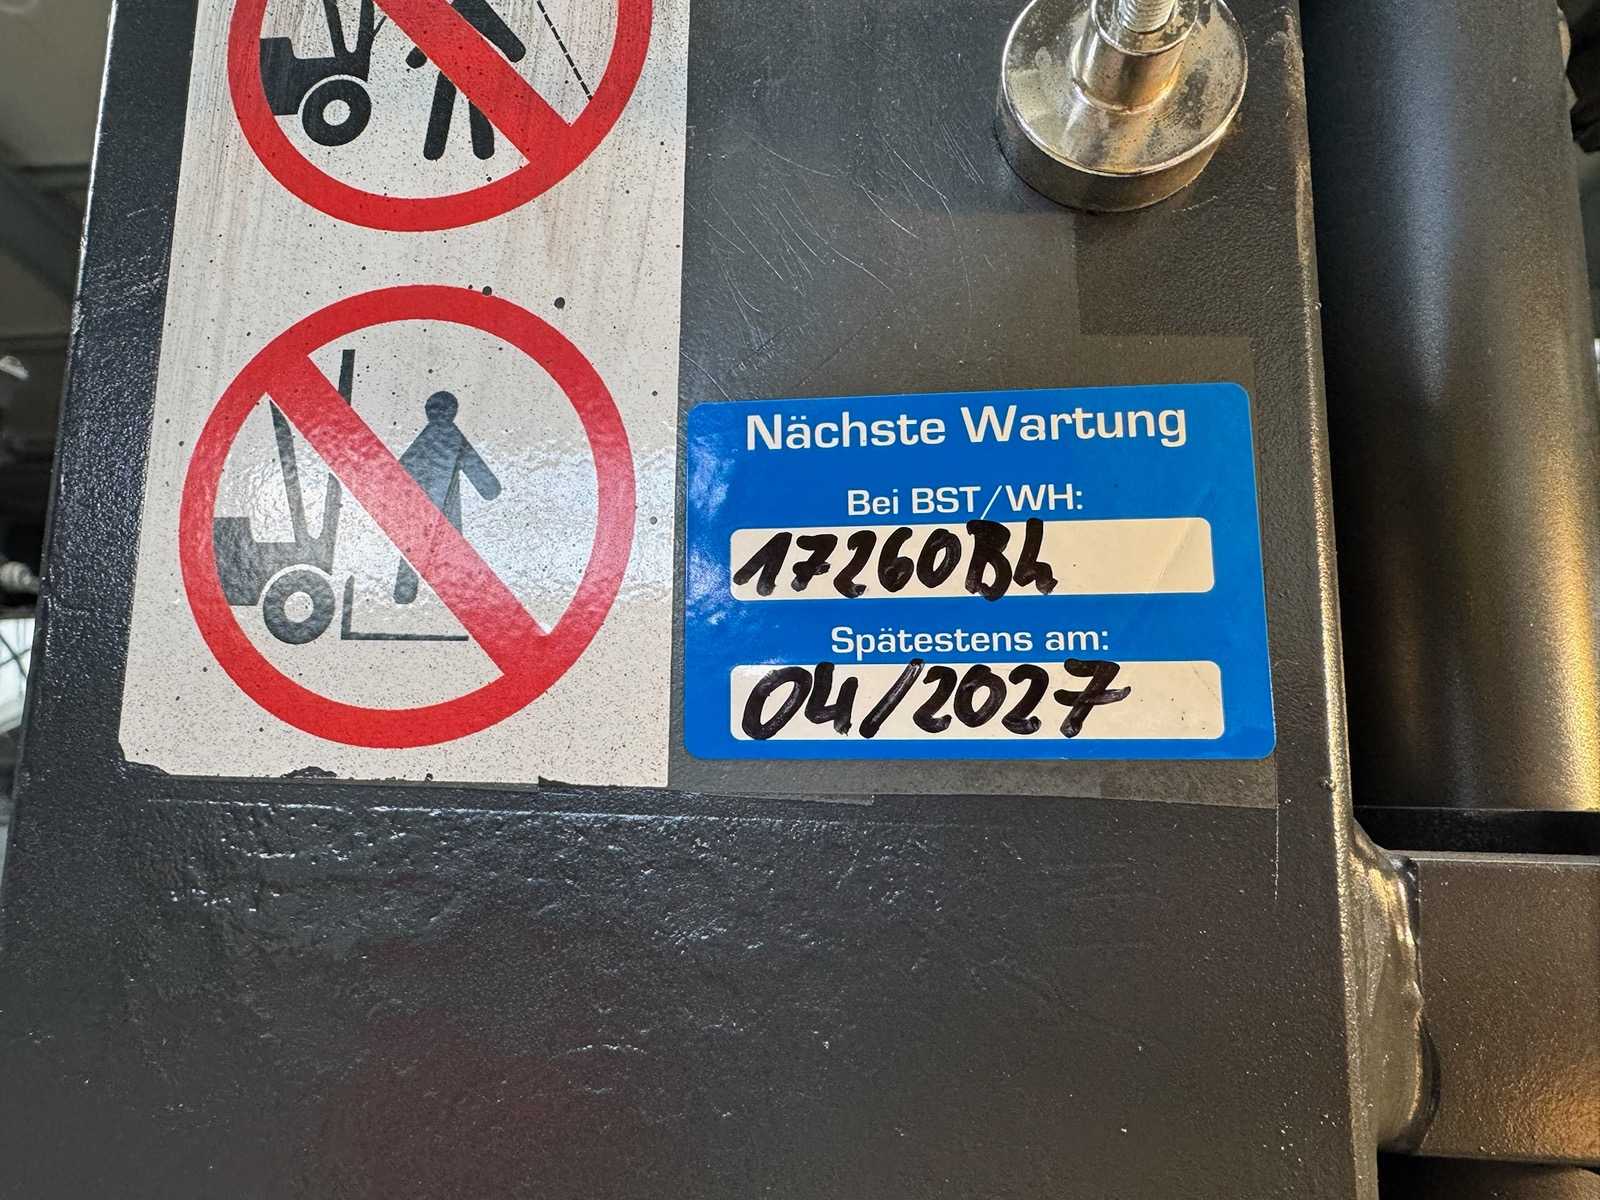 Nächste Wartung
Bei BST/WH:
17260Bh
Spätestens am:
04/2027